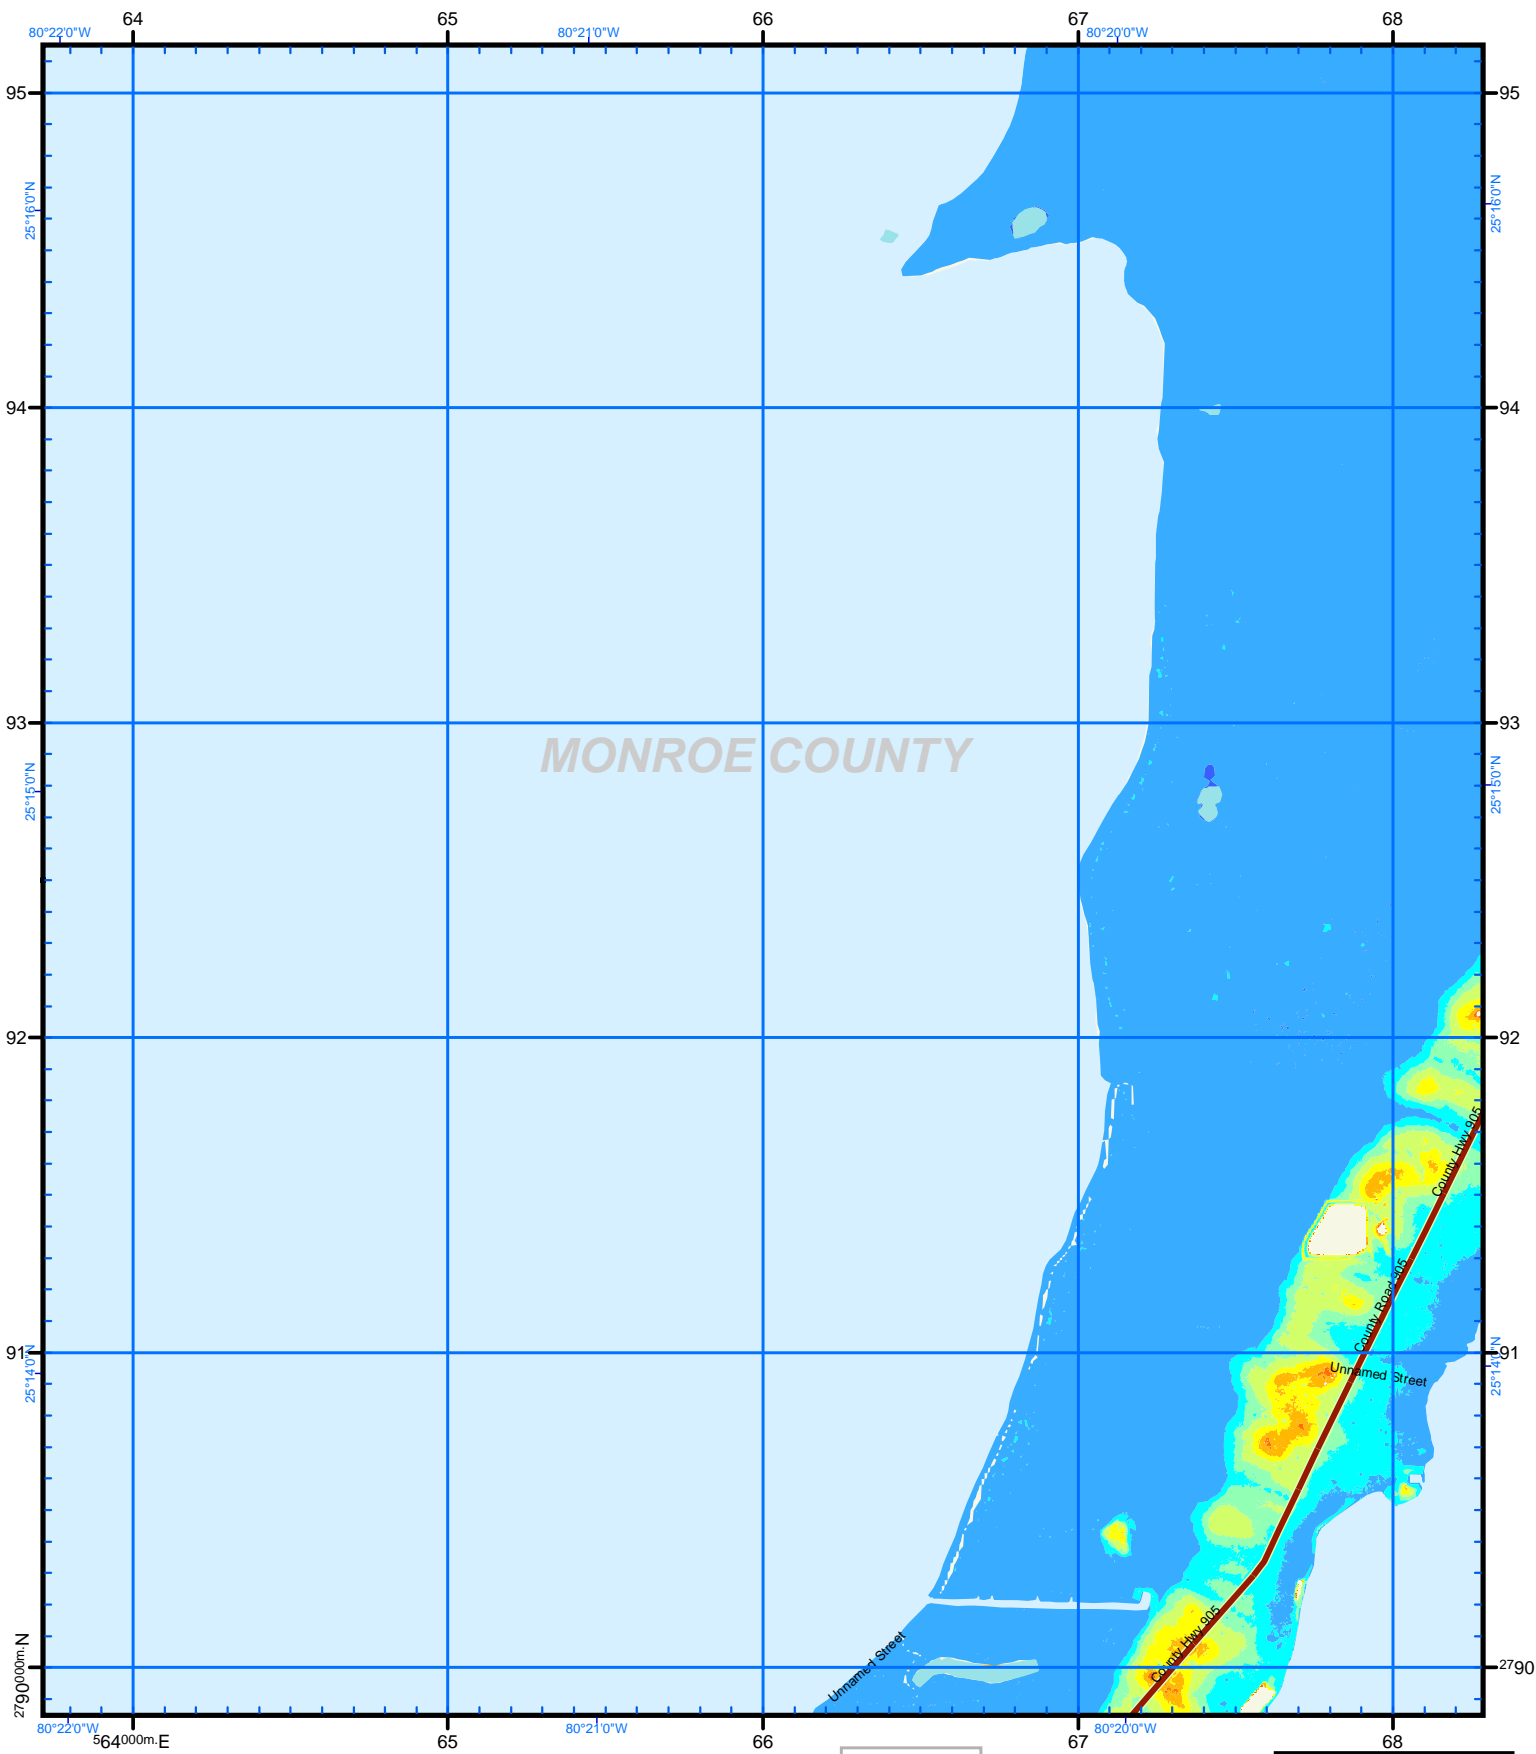 64 65 66 67 68
80°22'0"W 80°21'0"W 80°20'0"W
95 95
25°16'0"N 25°16'0"N
94 94
93 93
MONROE COUNTY
25°15'0"N 25°15'0"N
92 92
County Hwy 905
County Road 905
91 91
25°14'0"N 25°14'0"N
Unnamed Street
County Hwy 905
Unnamed Street
2790000m.N 2790
80°22'0"W 80°21'0"W 80°20'0"W
564000m.E 65 66 67 68